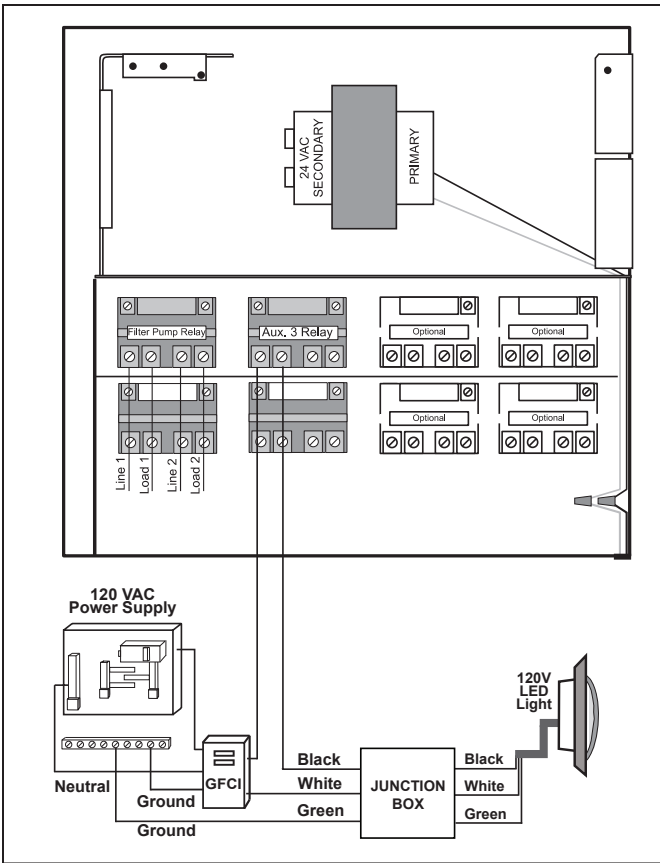 24 VAC
SECONDARY
PRIMARY
Filter Pump Relay
Aux. 3 Relay
Optional
Optional
Optional
Optional
Line 1
Load 1
Line 2
Load 2
120 VAC
Power Supply
120V
LED
Light
GFCI
Neutral
Ground
Ground
Black
White
Green
JUNCTION
BOX
Black
White
Green